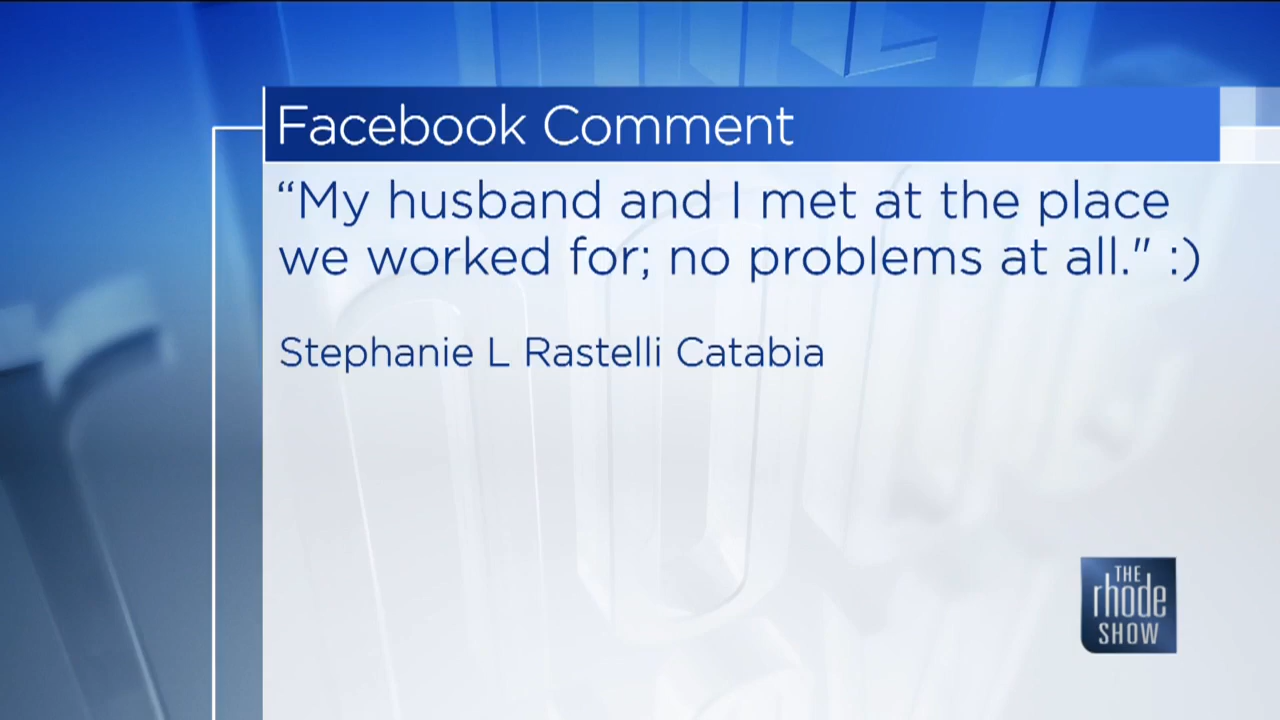 Facebook Comment
“My husband and I met at the place
we worked for; no problems at all." :)
Stephanie L Rastelli Catabia
THE
rhode
SHOW